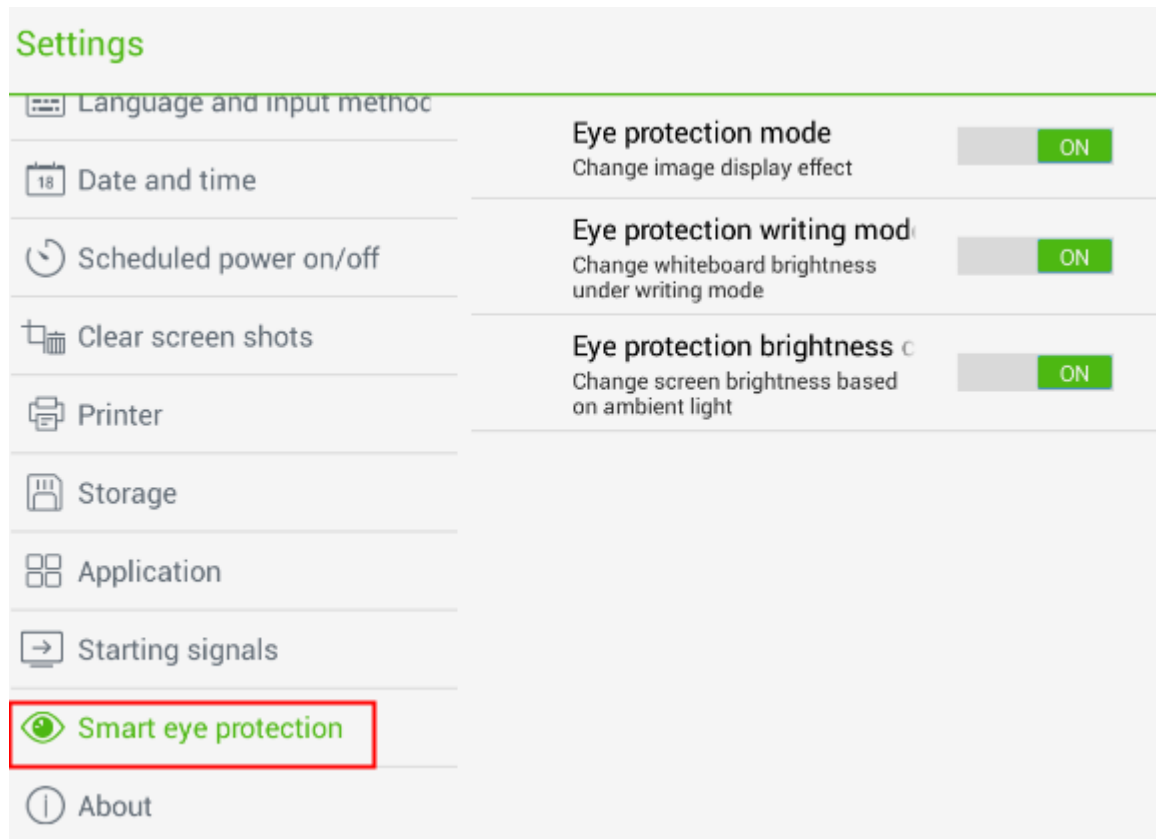 Settings
Language and input method
18 Date and time
Scheduled power on/off
Clear screen shots
Printer
Storage
Application
Starting signals
Smart eye protection
About
Eye protection mode
Change image display effect
ON
Eye protection writing mod
Change whiteboard brightness
under writing mode
ON
Eye protection brightness
Change screen brightness based
on ambient light
ON